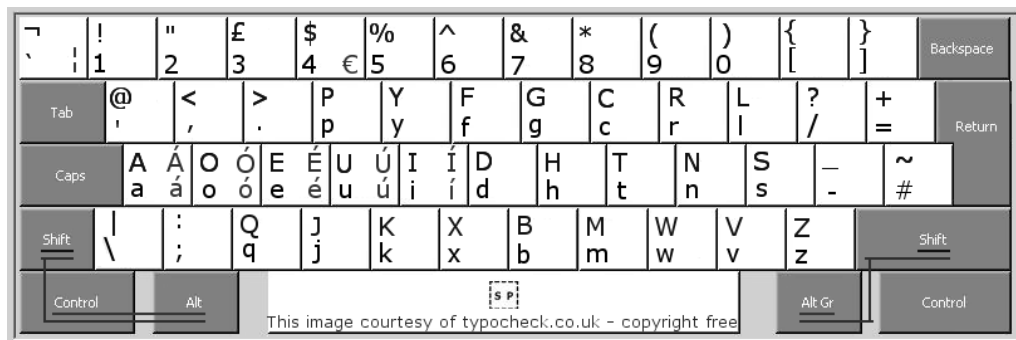 ¬ ! " £ $ % ^ & * ( ) { } Backspace
` ¦ 1 2 3 4 € 5 6 7 8 9 0 [ ]
Tab @ < > P Y F G C R L ? + Return
' , . p y f g c r l / =
Caps A Á O Ó E É U Ú I Í D H T N S _ ~
a á o ó e é u ú i í d h t n s - #
Shift | : Q J K X B M W V Z Shift
\ ; q j k x b m w v z
Control Alt SP Alt Gr Control
This image courtesy of typocheck.co.uk - copyright free